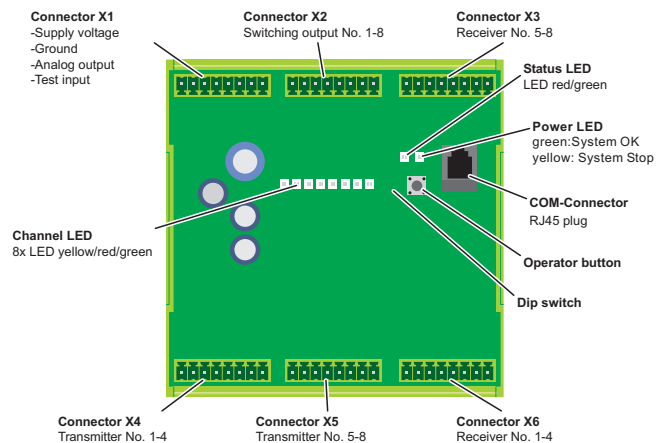 Connector X1
-Supply voltage
-Ground
-Analog output
-Test input
Connector X2
Switching output No. 1-8
Connector X3
Receiver No. 5-8
Status LED
LED red/green
Power LED
green:System OK
yellow: System Stop
COM-Connector
RJ45 plug
Channel LED
8x LED yellow/red/green
Operator button
Dip switch
Connector X4
Transmitter No. 1-4
Connector X5
Transmitter No. 5-8
Connector X6
Receiver No. 1-4